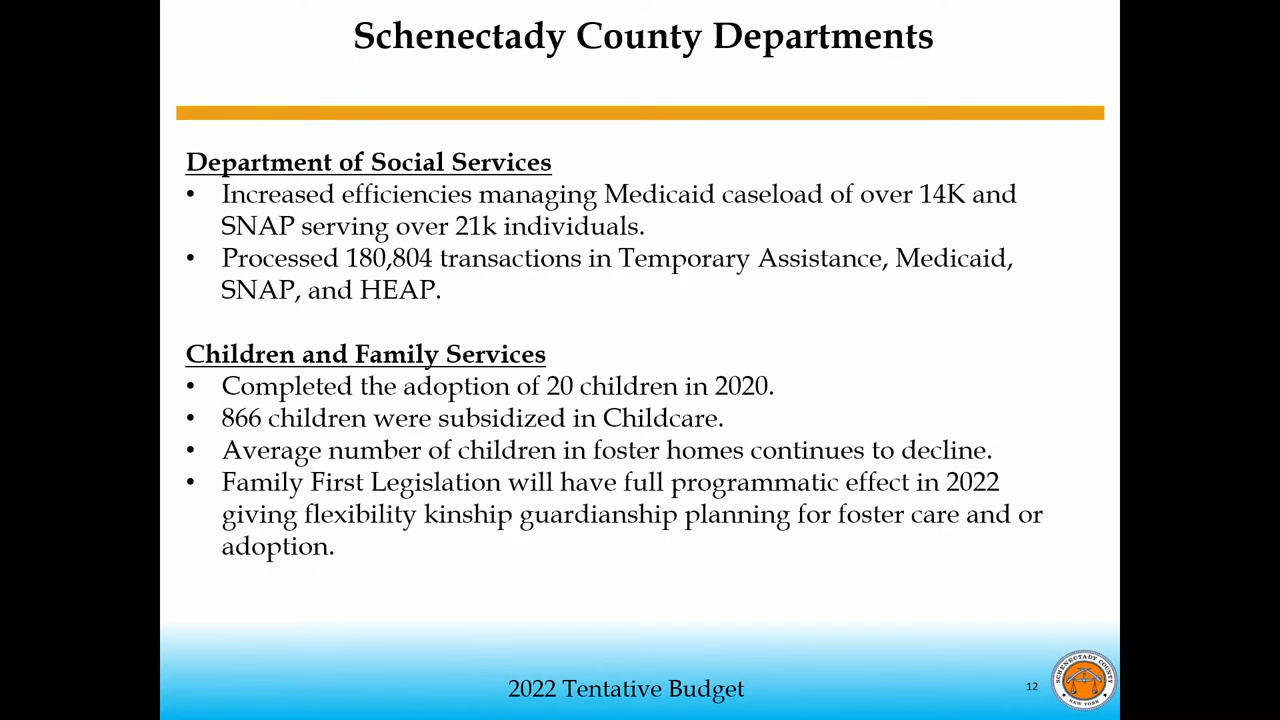 Schenectady County Departments
Department of Social Services
• Increased efficiencies managing Medicaid caseload of over 14K and
SNAP serving over 21k individuals.
• Processed 180,804 transactions in Temporary Assistance, Medicaid,
SNAP, and HEAP.
Children and Family Services
• Completed the adoption of 20 children in 2020.
• 866 children were subsidized in Childcare.
• Average number of children in foster homes continues to decline.
• Family First Legislation will have full programmatic effect in 2022
giving flexibility kinship guardianship planning for foster care and or
adoption.
2022 Tentative Budget
12
SCHENECTADY COUNTY
NEW YORK